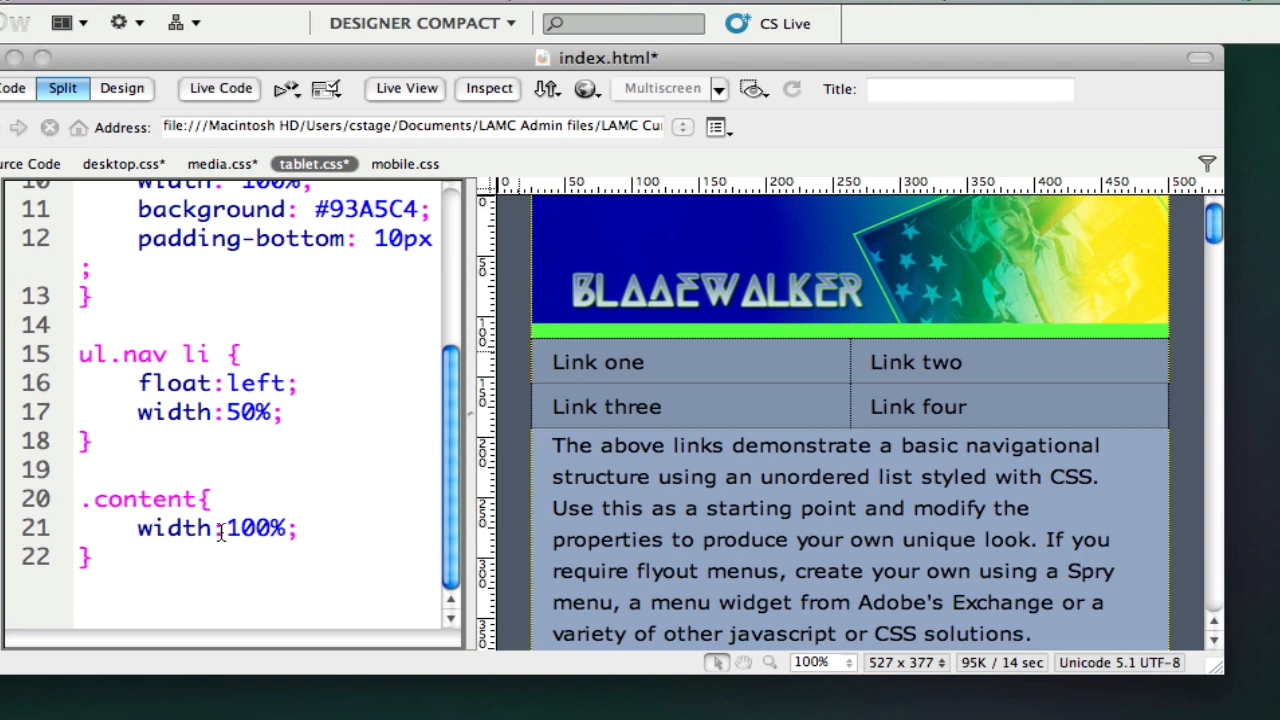 DESIGNER COMPACT
CS Live
index.html*
Split Design Live Code Live View Inspect Multiscreen Title:
Address: file:///Macintosh HD/Users/cstage/Documents/LAMC Admin files/LAMC Cu
Code desktop.css* media.css* tablet.css* mobile.css
0 50 100 150 200 250 300 350 400 450 500
width: 100%;
11 background: #93A5C4;
12 padding-bottom: 10px
;
13 }
14
15 ul.nav li {
16 float:left;
17 width:50%;
18 }
19
20 .content{
21 width:100%;
22 }
BLAAEWALKER
Link one Link two
Link three Link four
The above links demonstrate a basic navigational
structure using an unordered list styled with CSS.
Use this as a starting point and modify the
properties to produce your own unique look. If you
require flyout menus, create your own using a Spry
menu, a menu widget from Adobe's Exchange or a
variety of other javascript or CSS solutions.
100% 527 x 377 95K / 14 sec Unicode 5.1 UTF-8